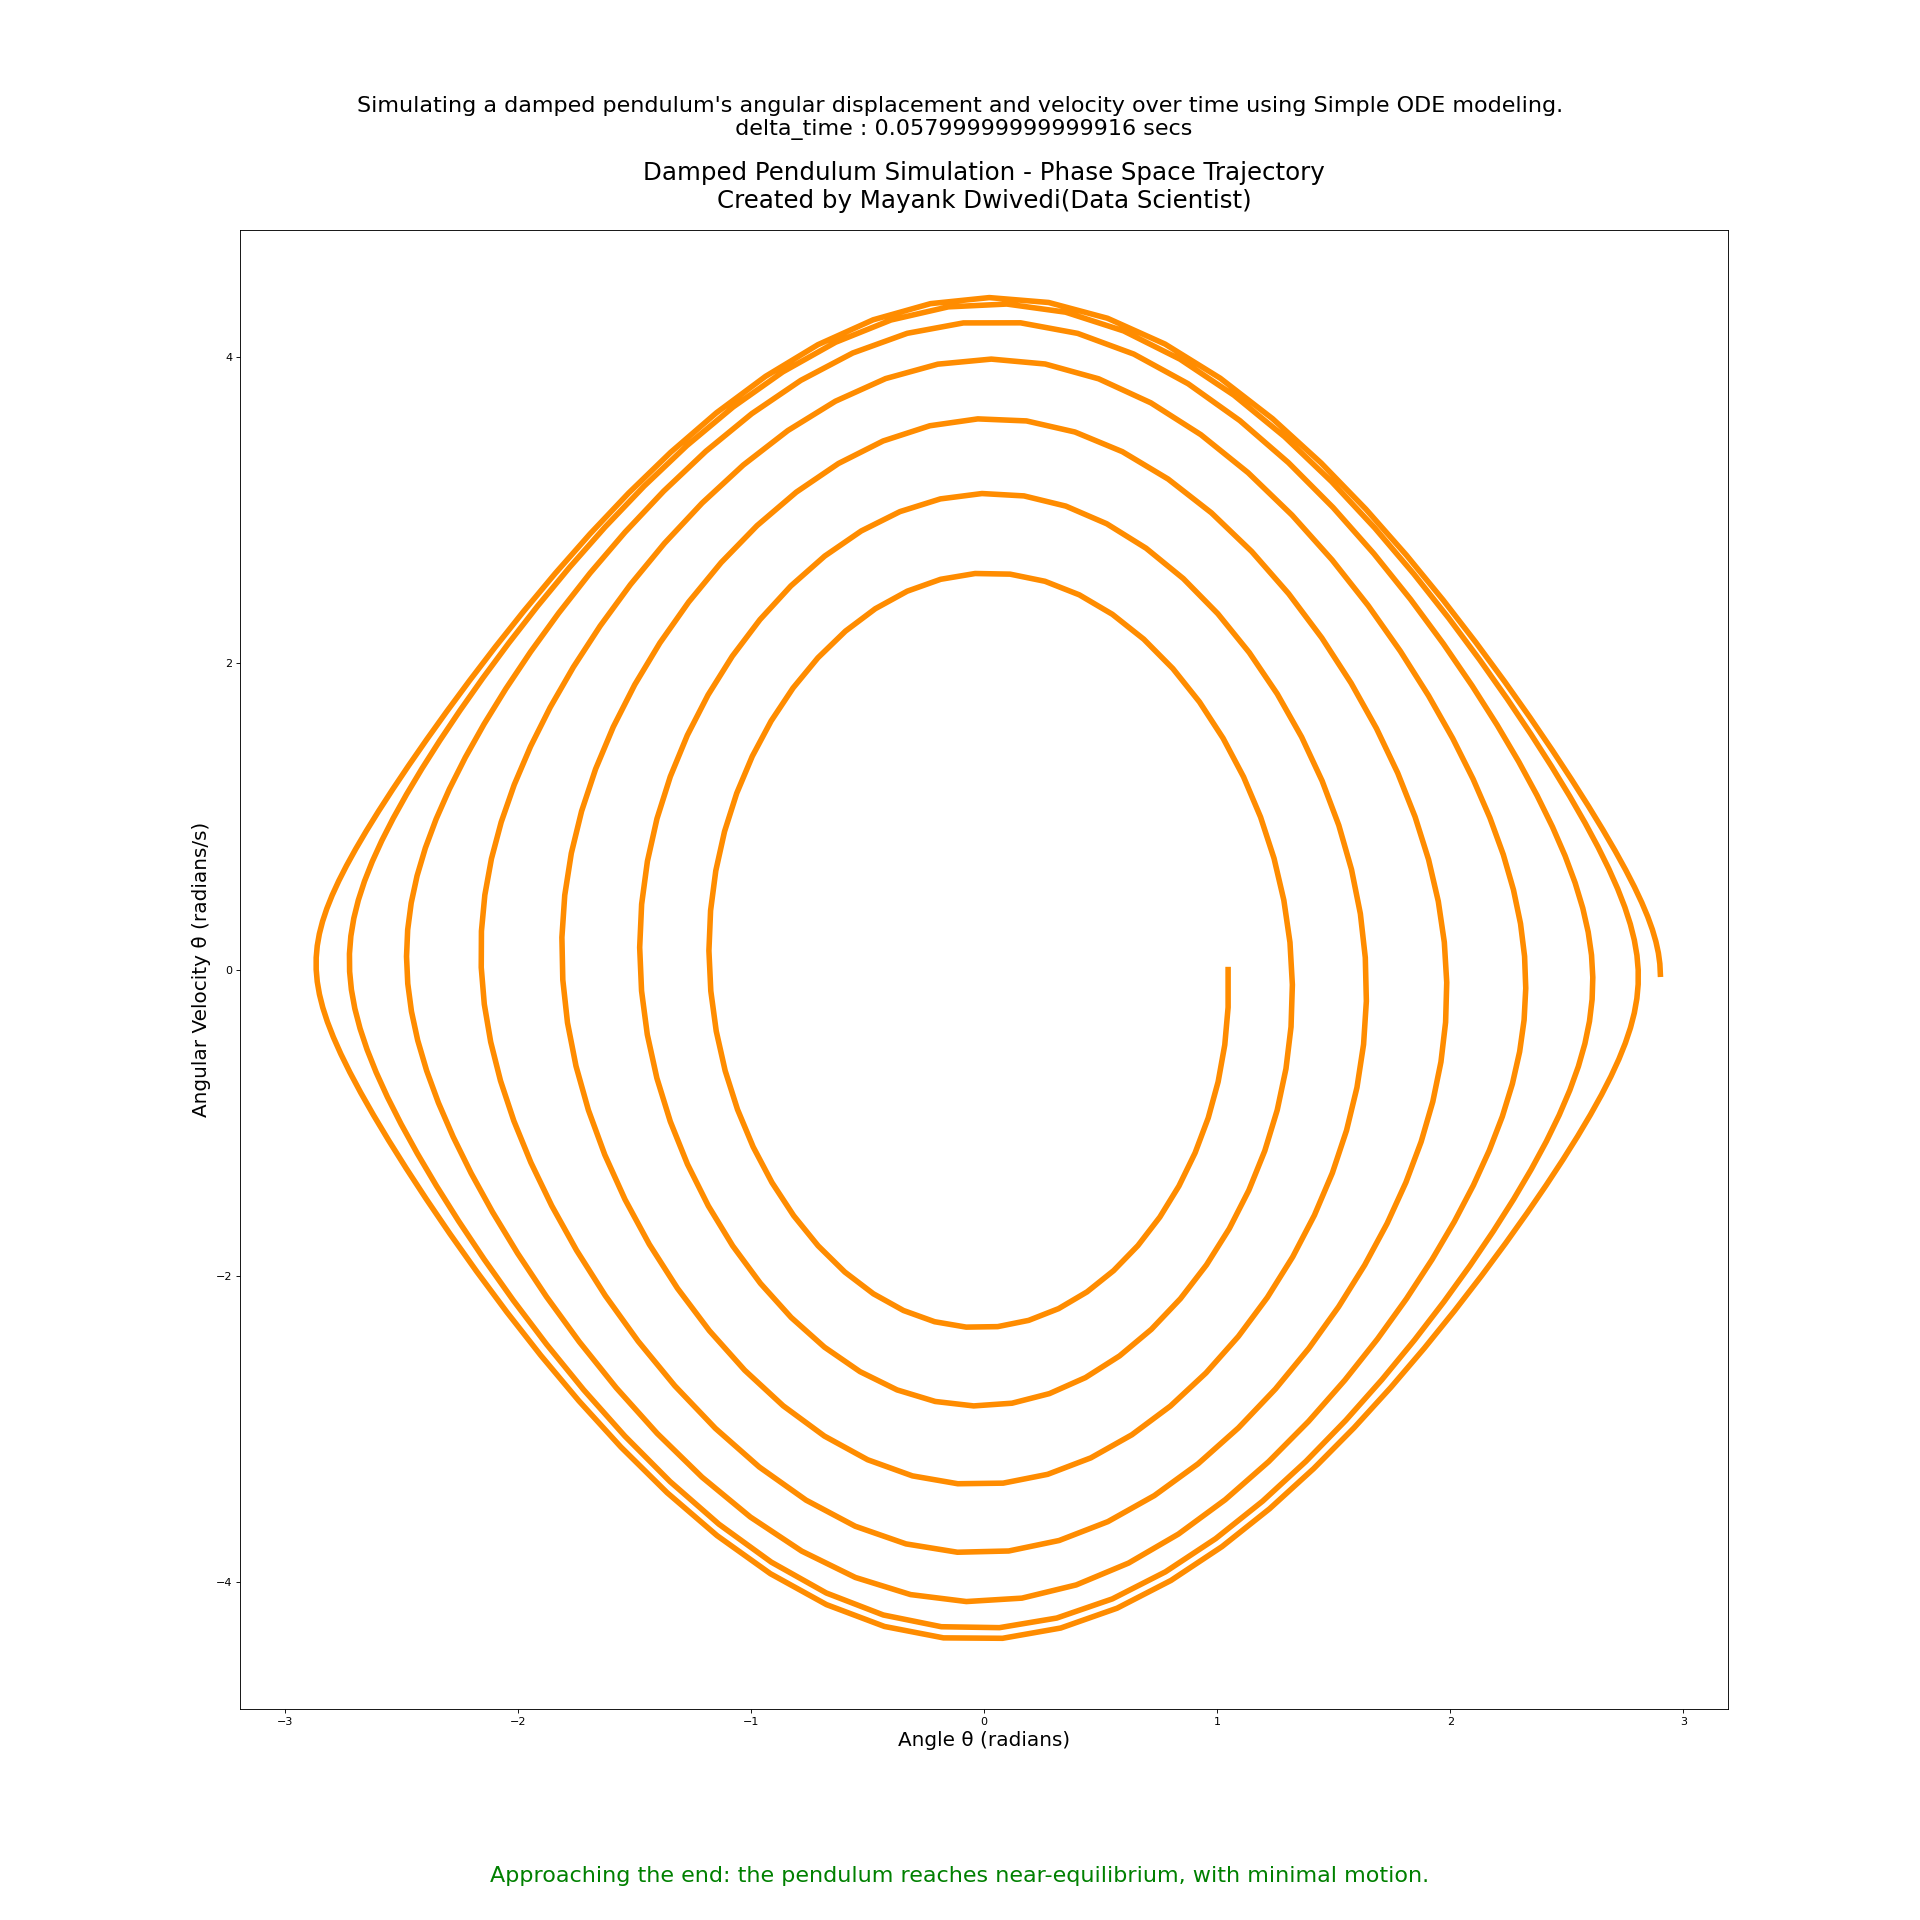 Simulating a damped pendulum's angular displacement and velocity over time using Simple ODE modeling.
delta_time : 0.05799999999999916 secs
Damped Pendulum Simulation - Phase Space Trajectory
Created by Mayank Dwivedi(Data Scientist)
Angular Velocity θ (radians/s)
4
2
0
−2
−4
−3
−2
−1
0
1
2
3
Angle θ (radians)
Approaching the end: the pendulum reaches near-equilibrium, with minimal motion.